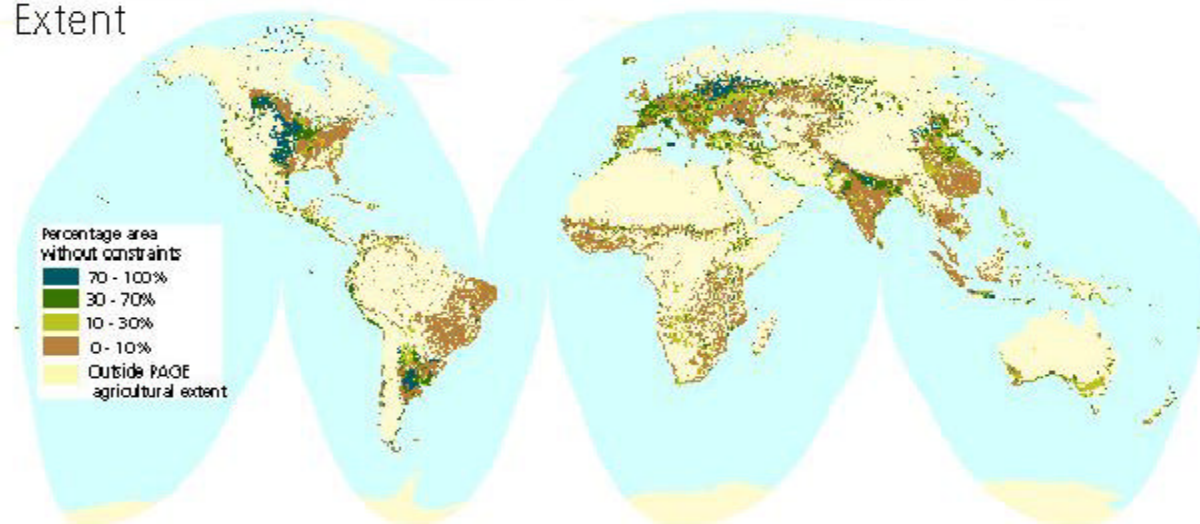 Extent
Percentage area
without constraints
70 - 100%
30 - 70%
10 - 30%
0 - 10%
Outside PAGE
agricultural extent